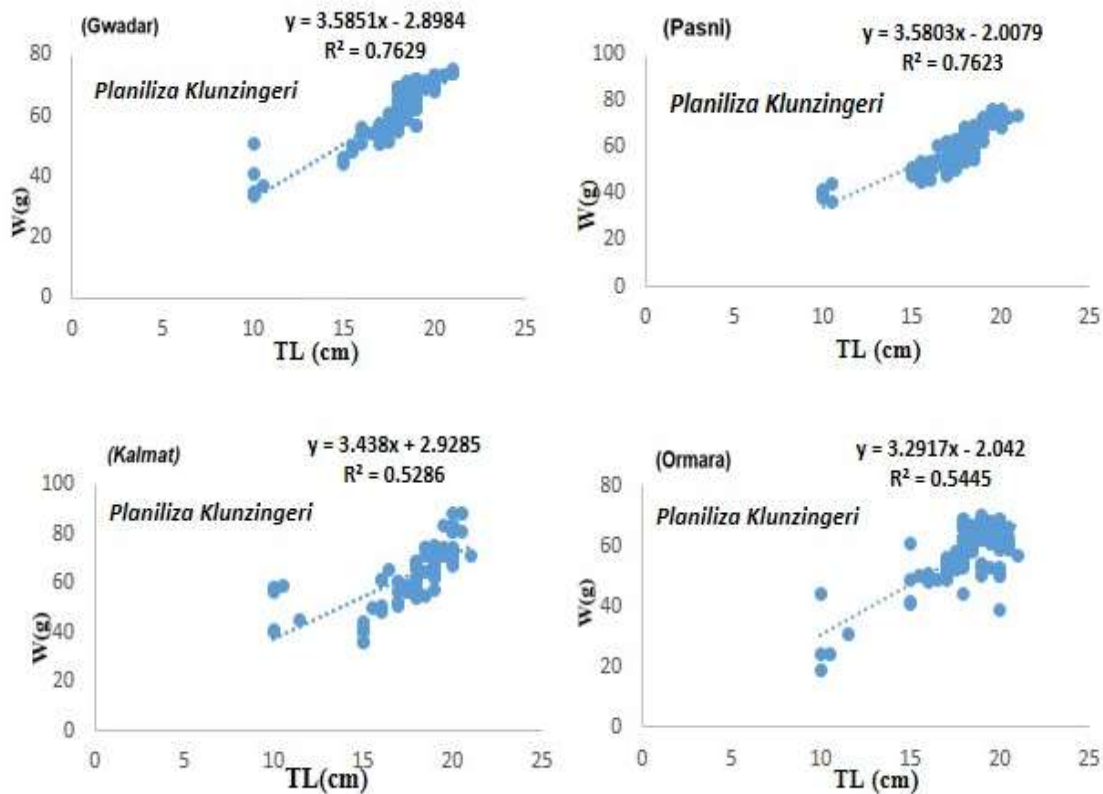 (Gwadar)
y = 3.5851x - 2.8984
R² = 0.7629
Planiliza Klunzingeri
80
60
40
20
0
W(g)
0 5 10 15 20 25
TL (cm)
(Pasni)
y = 3.5803x - 2.0079
R² = 0.7623
Planiliza Klunzingeri
100
80
60
40
20
0
W(g)
0 5 10 15 20 25
TL (cm)
(Kalmat)
y = 3.438x + 2.9285
R² = 0.5286
Planiliza Klunzingeri
100
80
60
40
20
0
W(g)
0 5 10 15 20 25
TL(cm)
(Ormara)
y = 3.2917x - 2.042
R² = 0.5445
Planiliza Klunzingeri
80
60
40
20
0
W(g)
0 5 10 15 20 25
TL (cm)